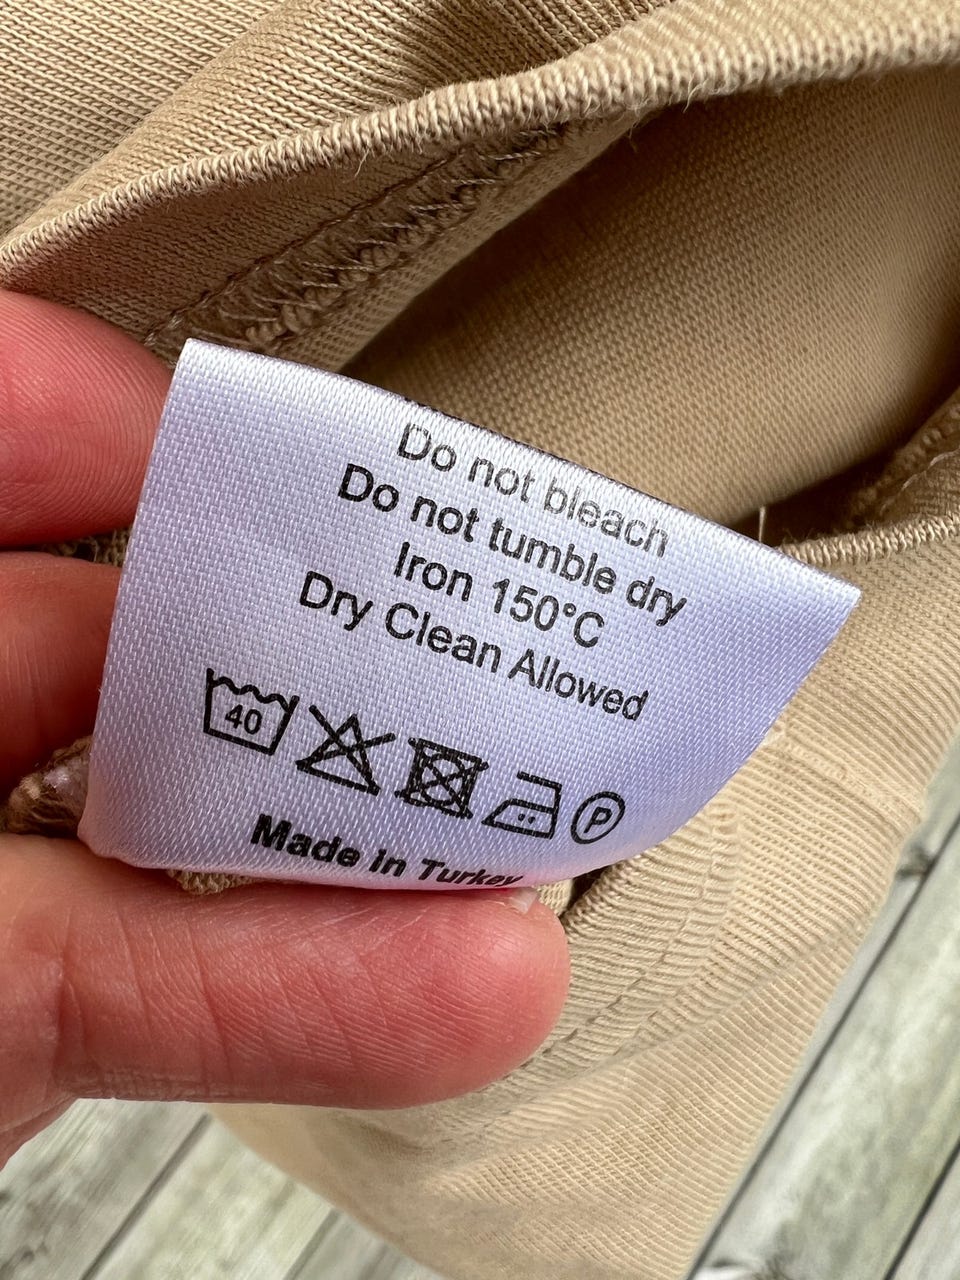 Do not bleach
Do not tumble dry
Iron 150°C
Dry Clean Allowed
40
P
Made in Turkey